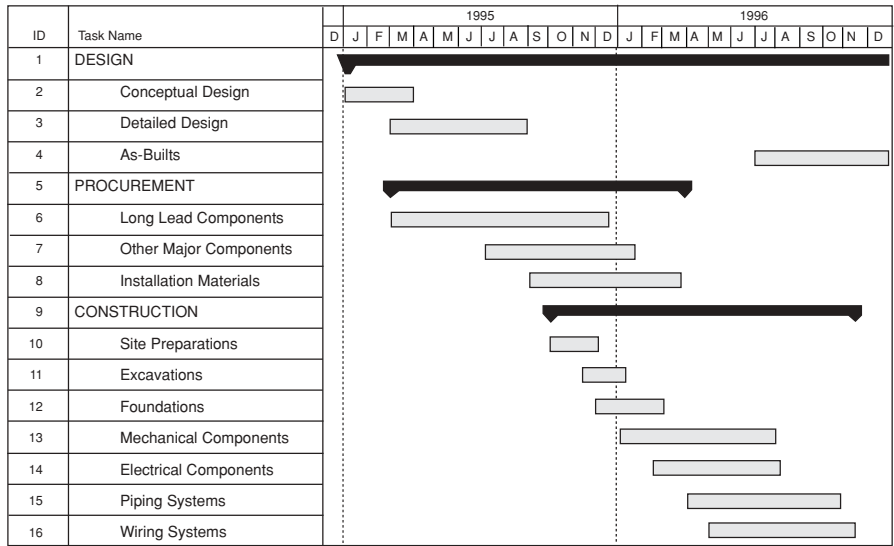 1995 1996
ID Task Name D J F M A M J J A S O N D J F M A M J J A S O N D
1 DESIGN
2 Conceptual Design
3 Detailed Design
4 As-Builts
5 PROCUREMENT
6 Long Lead Components
7 Other Major Components
8 Installation Materials
9 CONSTRUCTION
10 Site Preparations
11 Excavations
12 Foundations
13 Mechanical Components
14 Electrical Components
15 Piping Systems
16 Wiring Systems